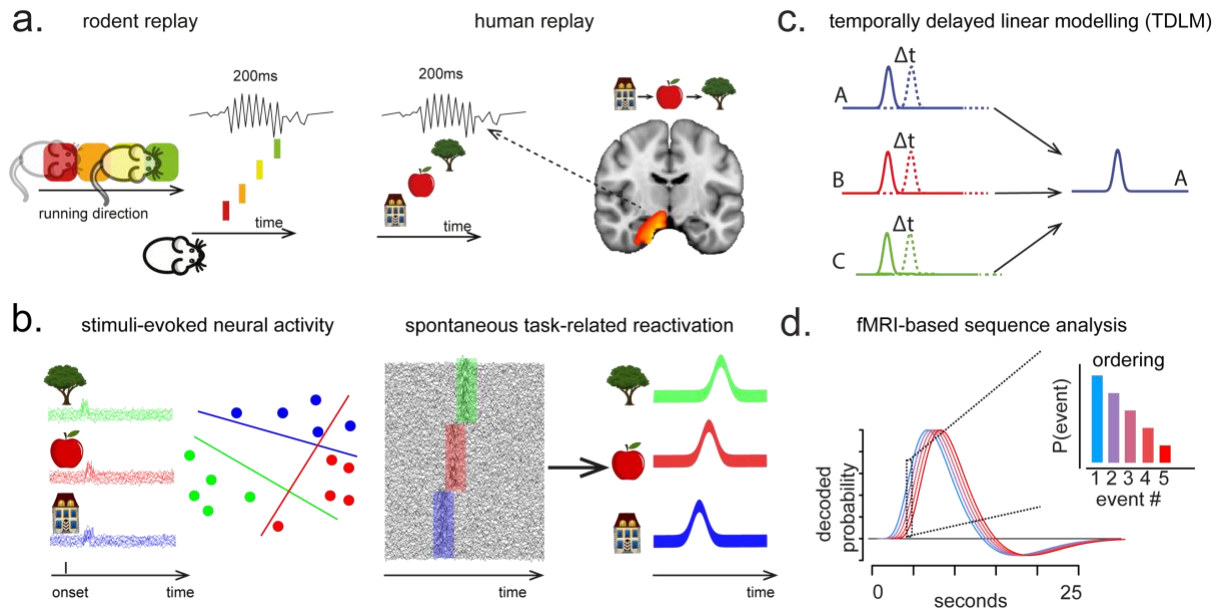 a.
rodent replay
200ms
running direction
time
human replay
200ms
time
b.
stimuli-evoked neural activity
onset
time
spontaneous task-related reactivation
time
time
c.
temporally delayed linear modelling (TDLM)
A
Δt
B
Δt
C
Δt
A
d.
fMRI-based sequence analysis
decoded
probability
0
25
seconds
ordering
P(event)
1 2 3 4 5
event #